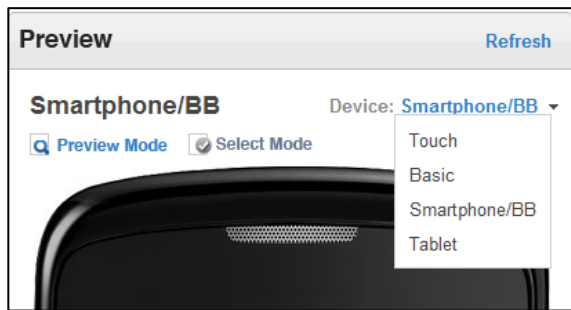 Preview Refresh
Smartphone/BB Device: Smartphone/BB
Preview Mode Select Mode
Touch
Basic
Smartphone/BB
Tablet